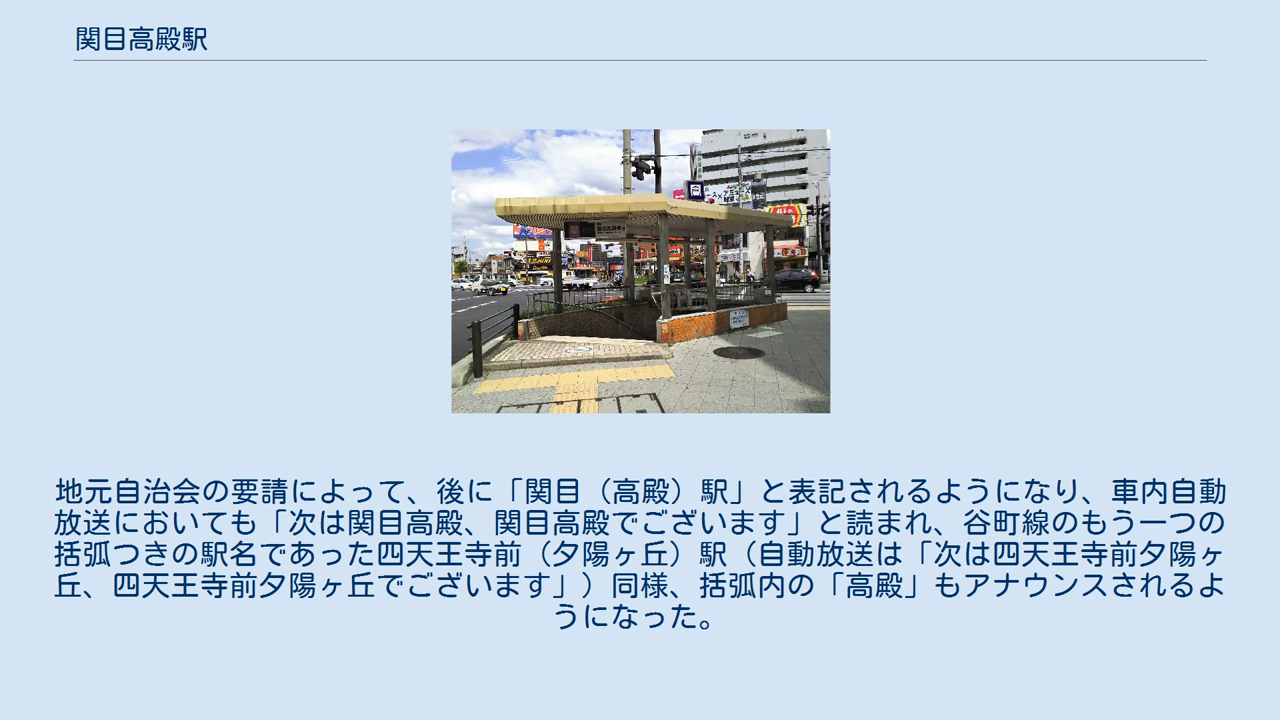 関目高殿駅
地元自治会の要請によって、後に「関目（高殿）駅」と表記されるようになり、車内自動
放送においても「次は関目高殿、関目高殿でございます」と読まれ、谷町線のもう一つの
括弧つきの駅名であった四天王寺前（夕陽ヶ丘）駅（自動放送は「次は四天王寺前夕陽ヶ
丘、四天王寺前夕陽ヶ丘でございます」）同様、括弧内の「高殿」もアナウンスされるよ
うになった。